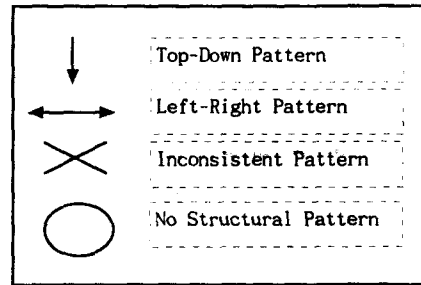 Top-Down Pattern
Left-Right Pattern
Inconsistent Pattern
No Structural Pattern